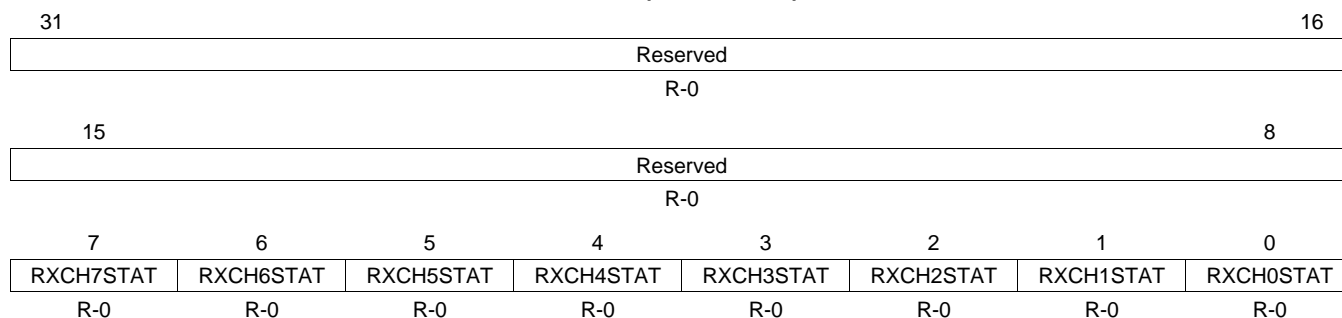 31 16
Reserved
R-0
15 8
Reserved
R-0
7 6 5 4 3 2 1 0
RXCH7STAT RXCH6STAT RXCH5STAT RXCH4STAT RXCH3STAT RXCH2STAT RXCH1STAT RXCH0STAT
R-0 R-0 R-0 R-0 R-0 R-0 R-0 R-0